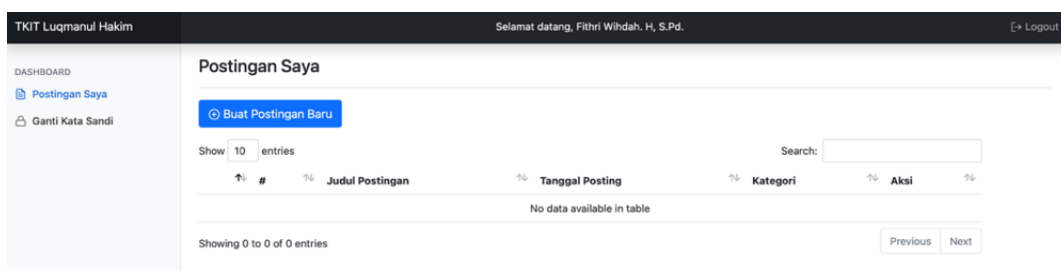 TKIT Luqmanul Hakim
Selamat datang, Fithri Wihdah. H, S.Pd.
Logout
DASHBOARD
Postingan Saya
Ganti Kata Sandi
Postingan Saya
Buat Postingan Baru
Show 10 entries
Search:
# Judul Postingan Tanggal Posting Kategori Aksi
No data available in table
Showing 0 to 0 of 0 entries
Previous Next